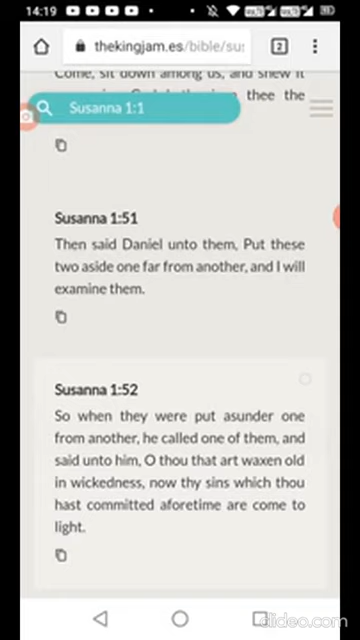 14:19
thekingjam.es/bible/su
2
Come, sit down among us, and shew it
thee the
Susanna 1:1
Susanna 1:51
Then said Daniel unto them, Put these
two aside one far from another, and I will
examine them.
Susanna 1:52
So when they were put asunder one
from another, he called one of them, and
said unto him, O thou that art waxen old
in wickedness, now thy sins which thou
hast committed aforetime are come to
light.
clideo.com